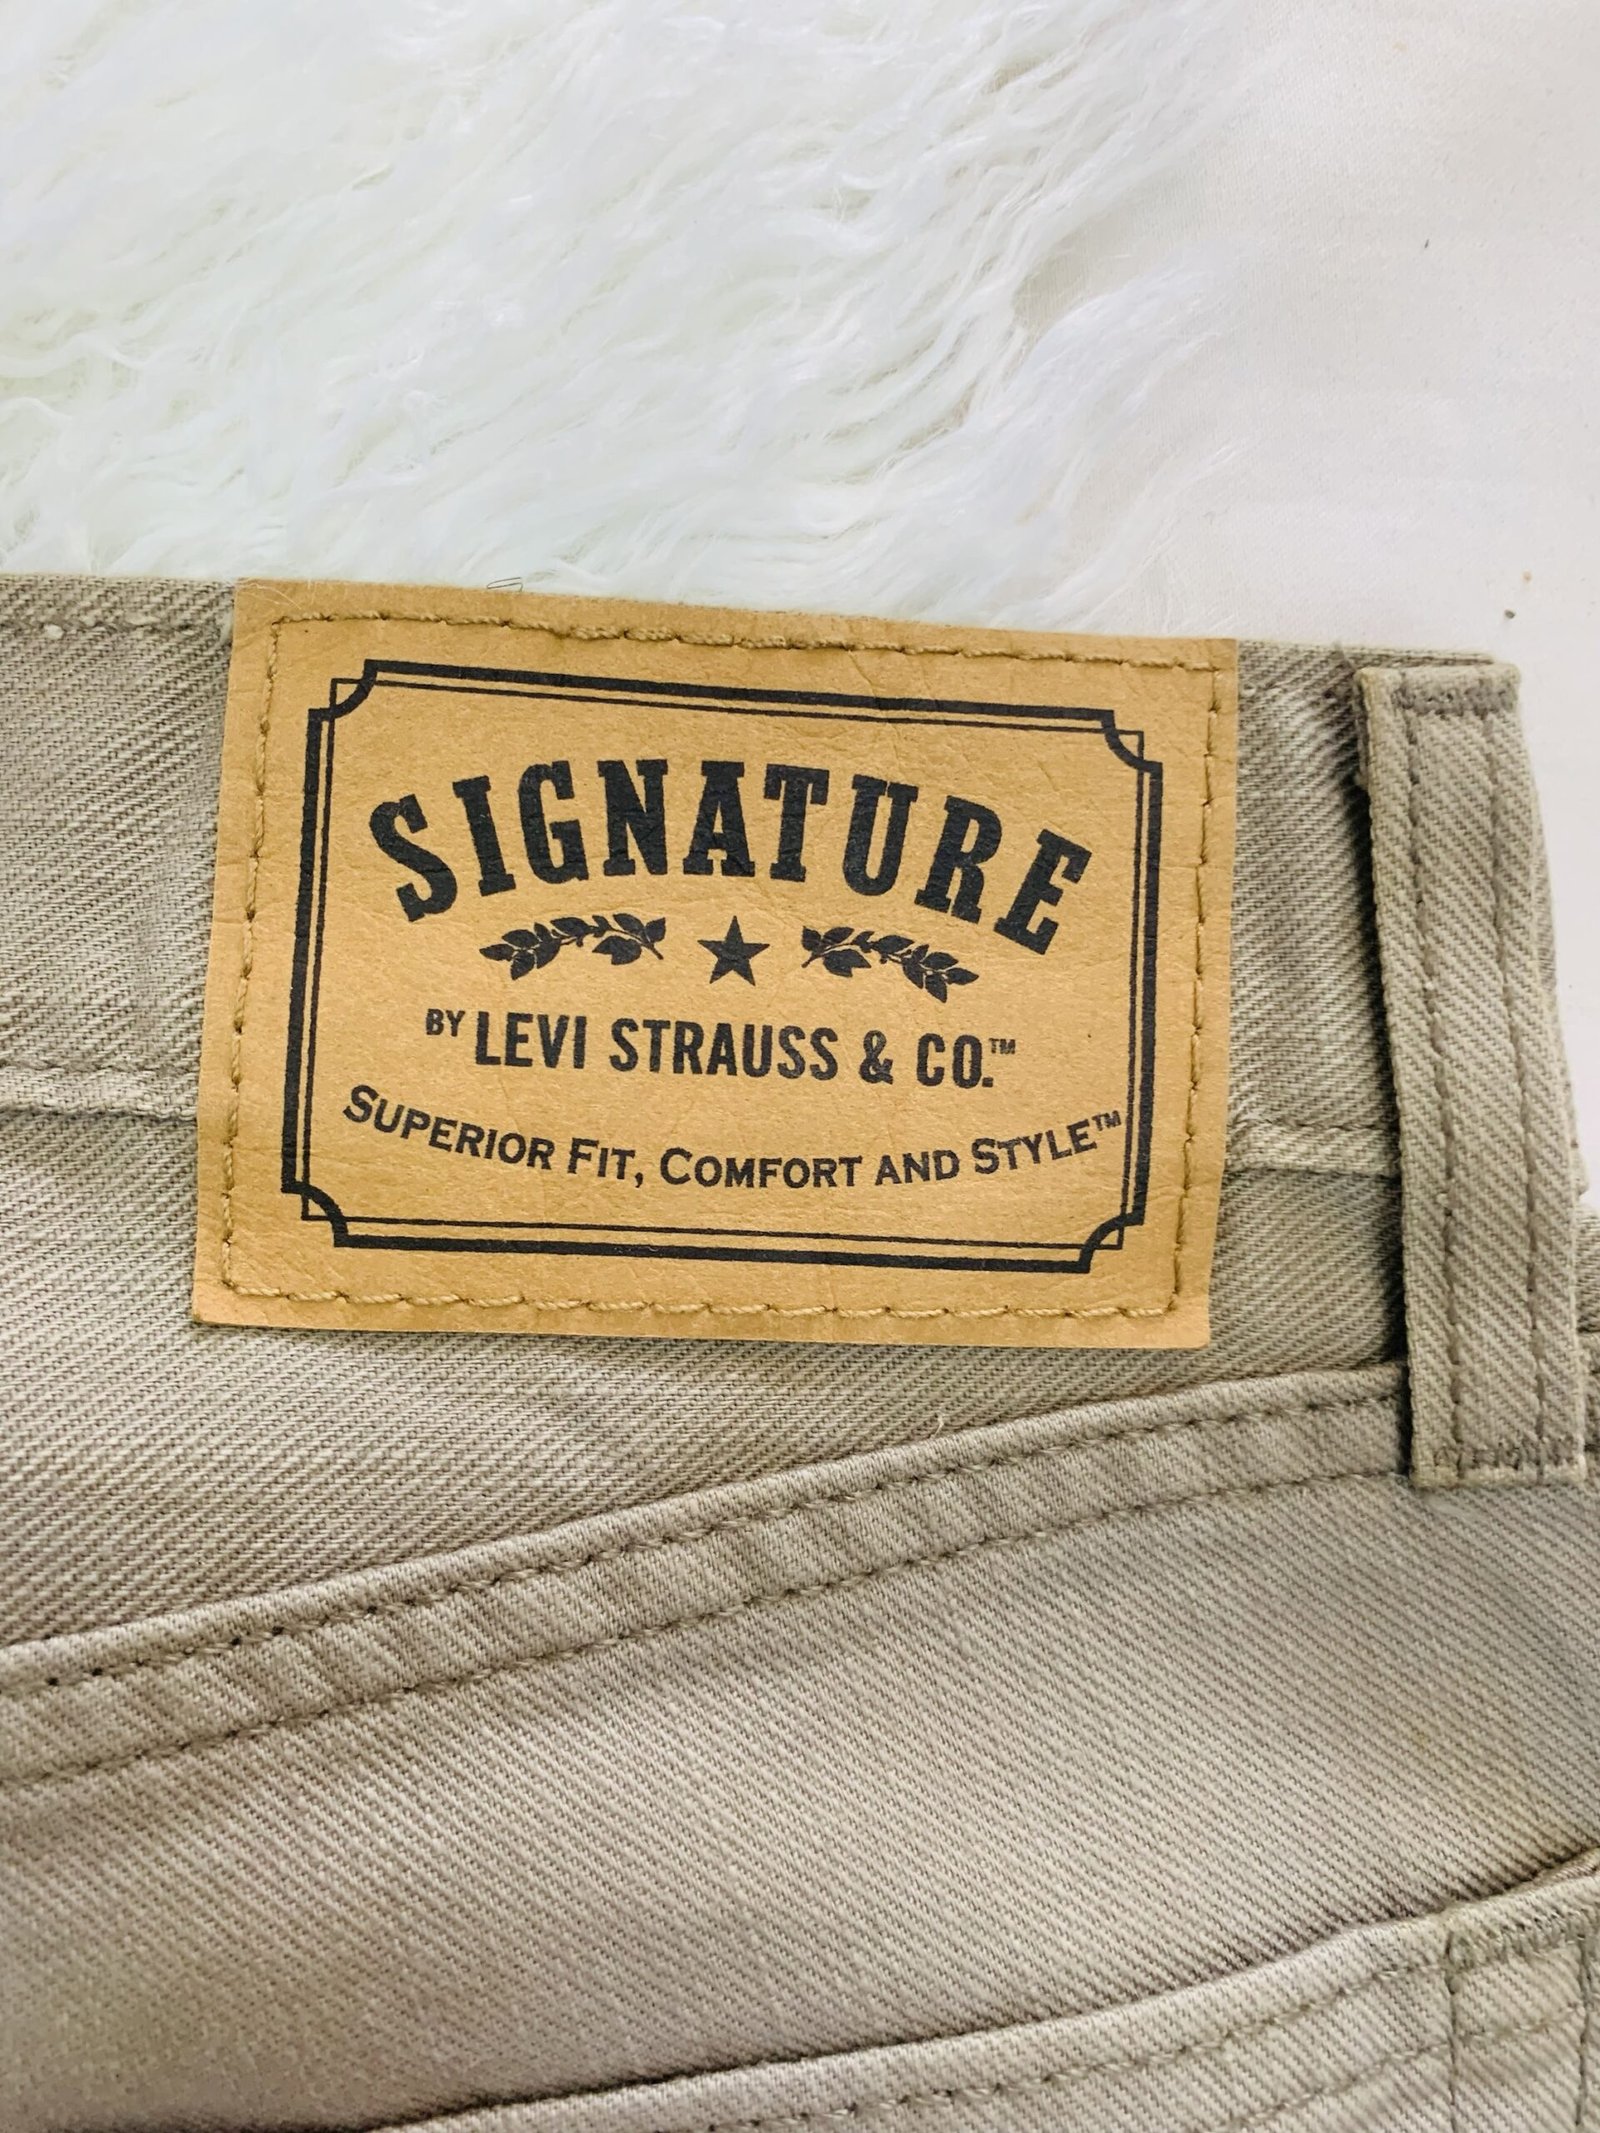 SIGNATURE
BY LEVI STRAUSS & CO.™
SUPERIOR FIT, COMFORT AND STYLE™